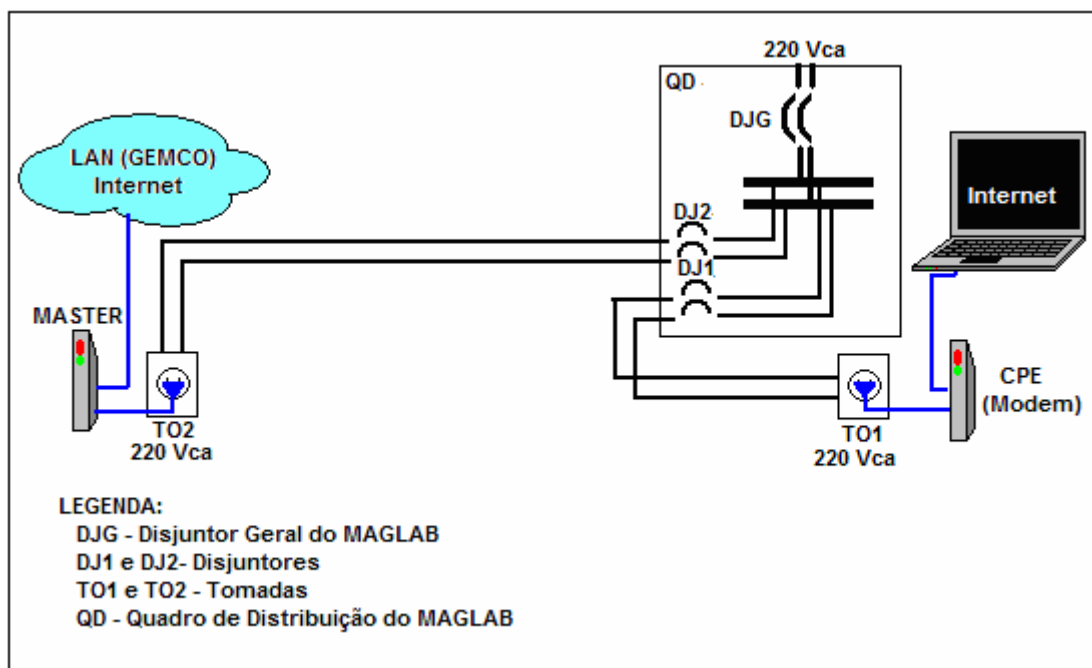 220 Vca
QD
DJG
LAN (GEMCO)
Internet
Internet
DJ2
DJ1
MASTER
CPE
(Modem)
TO2
220 Vca
TO1
220 Vca
LEGENDA:
DJG - Disjuntor Geral do MAGLAB
DJ1 e DJ2- Disjuntores
TO1 e TO2 - Tomadas
QD - Quadro de Distribuição do MAGLAB